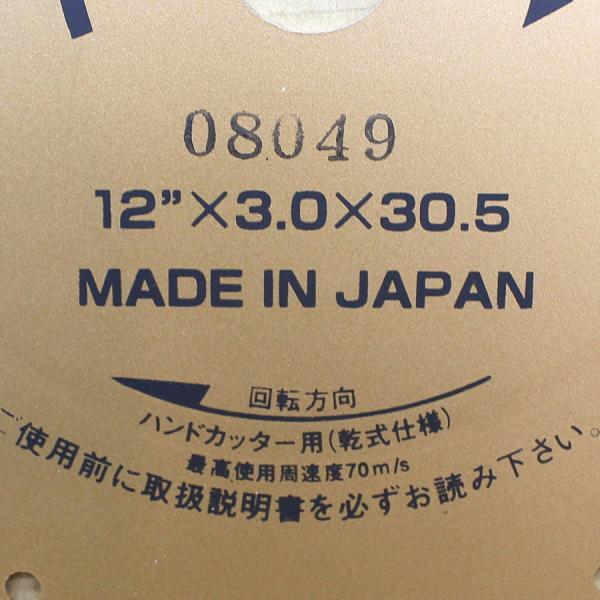 08049
12”×3.0×30.5
MADE IN JAPAN
回転方向
ハンドカッター用(乾式仕様)
最高使用周速度70m/s
ご使用前に取扱説明書を必ずお読み下さい。